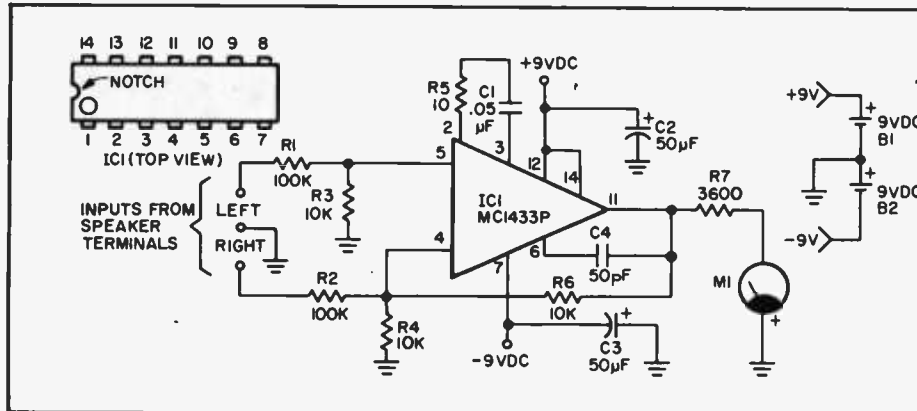 14 13 12 11 10 9 8
NOTCH
1 2 3 4 5 6 7
IC1 (TOP VIEW)
INPUTS FROM
SPEAKER
TERMINALS
LEFT
RIGHT
R1
100K
R3
10K
R2
100K
R4
10K
R5
10
C1
.05
µF
2
3
5
4
IC1
MC1433P
12
14
11
6
7
+9VDC
+
C2
50µF
C4
50pF
R6
10K
-9VDC
+
C3
50µF
R7
3600
M1
+
+9V
+
9VDC
B1
+
9VDC
B2
-9V